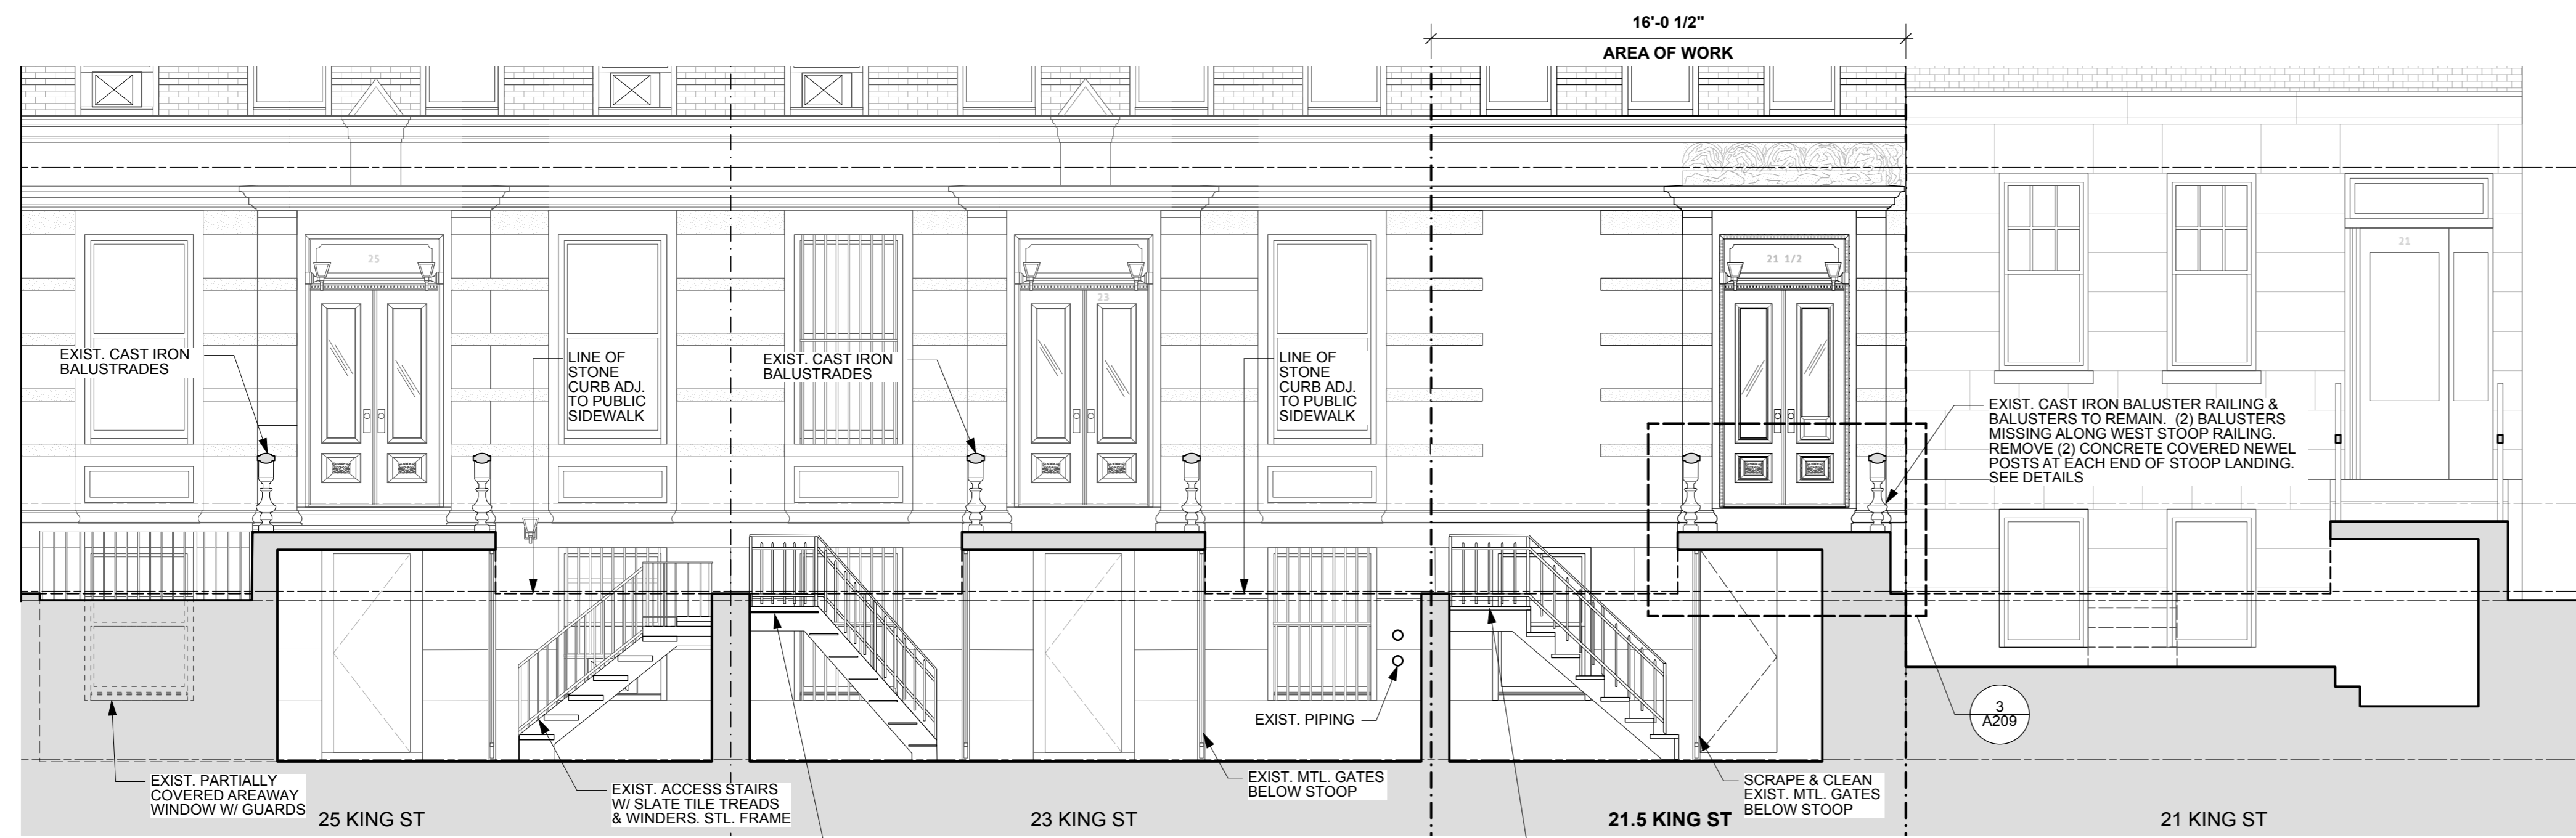 16'-0 1/2"
AREA OF WORK
25
23
21 1/2
21
EXIST. CAST IRON
BALUSTRADES
LINE OF
STONE
CURB ADJ.
TO PUBLIC
SIDEWALK
EXIST. CAST IRON
BALUSTRADES
LINE OF
STONE
CURB ADJ.
TO PUBLIC
SIDEWALK
EXIST. CAST IRON BALUSTER RAILING &
BALUSTERS TO REMAIN. (2) BALUSTERS
MISSING ALONG WEST STOOP RAILING.
REMOVE (2) CONCRETE COVERED NEWEL
POSTS AT EACH END OF STOOP LANDING.
SEE DETAILS
EXIST. PIPING
3
A209
EXIST. PARTIALLY
COVERED AREAWAY
WINDOW W/ GUARDS
EXIST. ACCESS STAIRS
W/ SLATE TILE TREADS
& WINDERS. STL. FRAME
EXIST. MTL. GATES
BELOW STOOP
SCRAPE & CLEAN
EXIST. MTL. GATES
BELOW STOOP
25 KING ST
23 KING ST
21.5 KING ST
21 KING ST